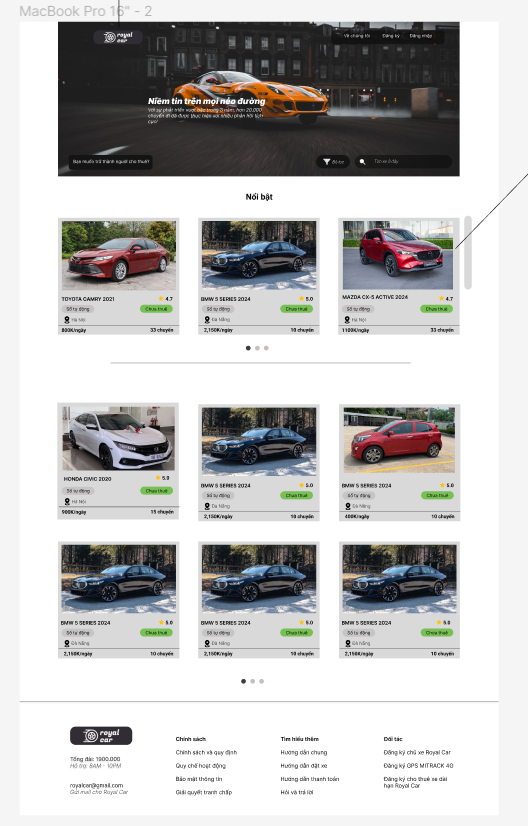 MacBook Pro 16" - 2
royal car
Về chúng tôi Đăng ký Đăng nhập
Niềm tin trên mọi nẻo đường
Với sự phát triển vượt bậc trong 3 năm, hơn 20,000
chuyến đi đã được thực hiện với nhiều phản hồi tích
cực!
Bạn muốn trở thành người cho thuê?
Bộ lọc
Tìm xe ở đâu
Nổi bật
TOYOTA CAMRY 2021 4.7
Số tự động Chưa thuê
Hà Nội
800K/ngày 33 chuyến
BMW 5 SERIES 2024 5.0
Số tự động Chưa thuê
Đà Nẵng
2,150K/ngày 10 chuyến
MAZDA CX-5 ACTIVE 2024 4.7
Số tự động Chưa thuê
Hà Nội
1100K/ngày 33 chuyến
HONDA CIVIC 2020 5.0
Số tự động Chưa thuê
Hà Nội
900K/ngày 15 chuyến
BMW 5 SERIES 2024 5.0
Số tự động Chưa thuê
Đà Nẵng
2,150K/ngày 10 chuyến
BMW 5 SERIES 2024 5.0
Số tự động Chưa thuê
Đà Nẵng
400K/ngày 10 chuyến
BMW 5 SERIES 2024 5.0
Số tự động Chưa thuê
Đà Nẵng
2,150K/ngày 10 chuyến
BMW 5 SERIES 2024 5.0
Số tự động Chưa thuê
Đà Nẵng
2,150K/ngày 10 chuyến
BMW 5 SERIES 2024 5.0
Số tự động Chưa thuê
Đà Nẵng
2,150K/ngày 10 chuyến
royal car
Tổng đài: 1900.000
Hỗ trợ: 6AM - 10PM
royalcar@gmail.com
Gửi mail cho Royal Car
Chính sách
Chính sách và quy định
Quy chế hoạt động
Bảo mật thông tin
Giải quyết tranh chấp
Tìm hiểu thêm
Hướng dẫn chung
Hướng dẫn đặt xe
Hướng dẫn thanh toán
Hỏi và trả lời
Đối tác
Đăng ký chủ xe Royal Car
Đăng ký GPS MITRACK 4G
Đăng ký cho thuê xe dài
hạn Royal Car